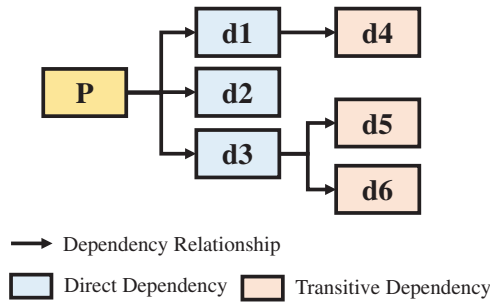 d1
d4
P
d2
d5
d3
d6
Dependency Relationship
Direct Dependency
Transitive Dependency